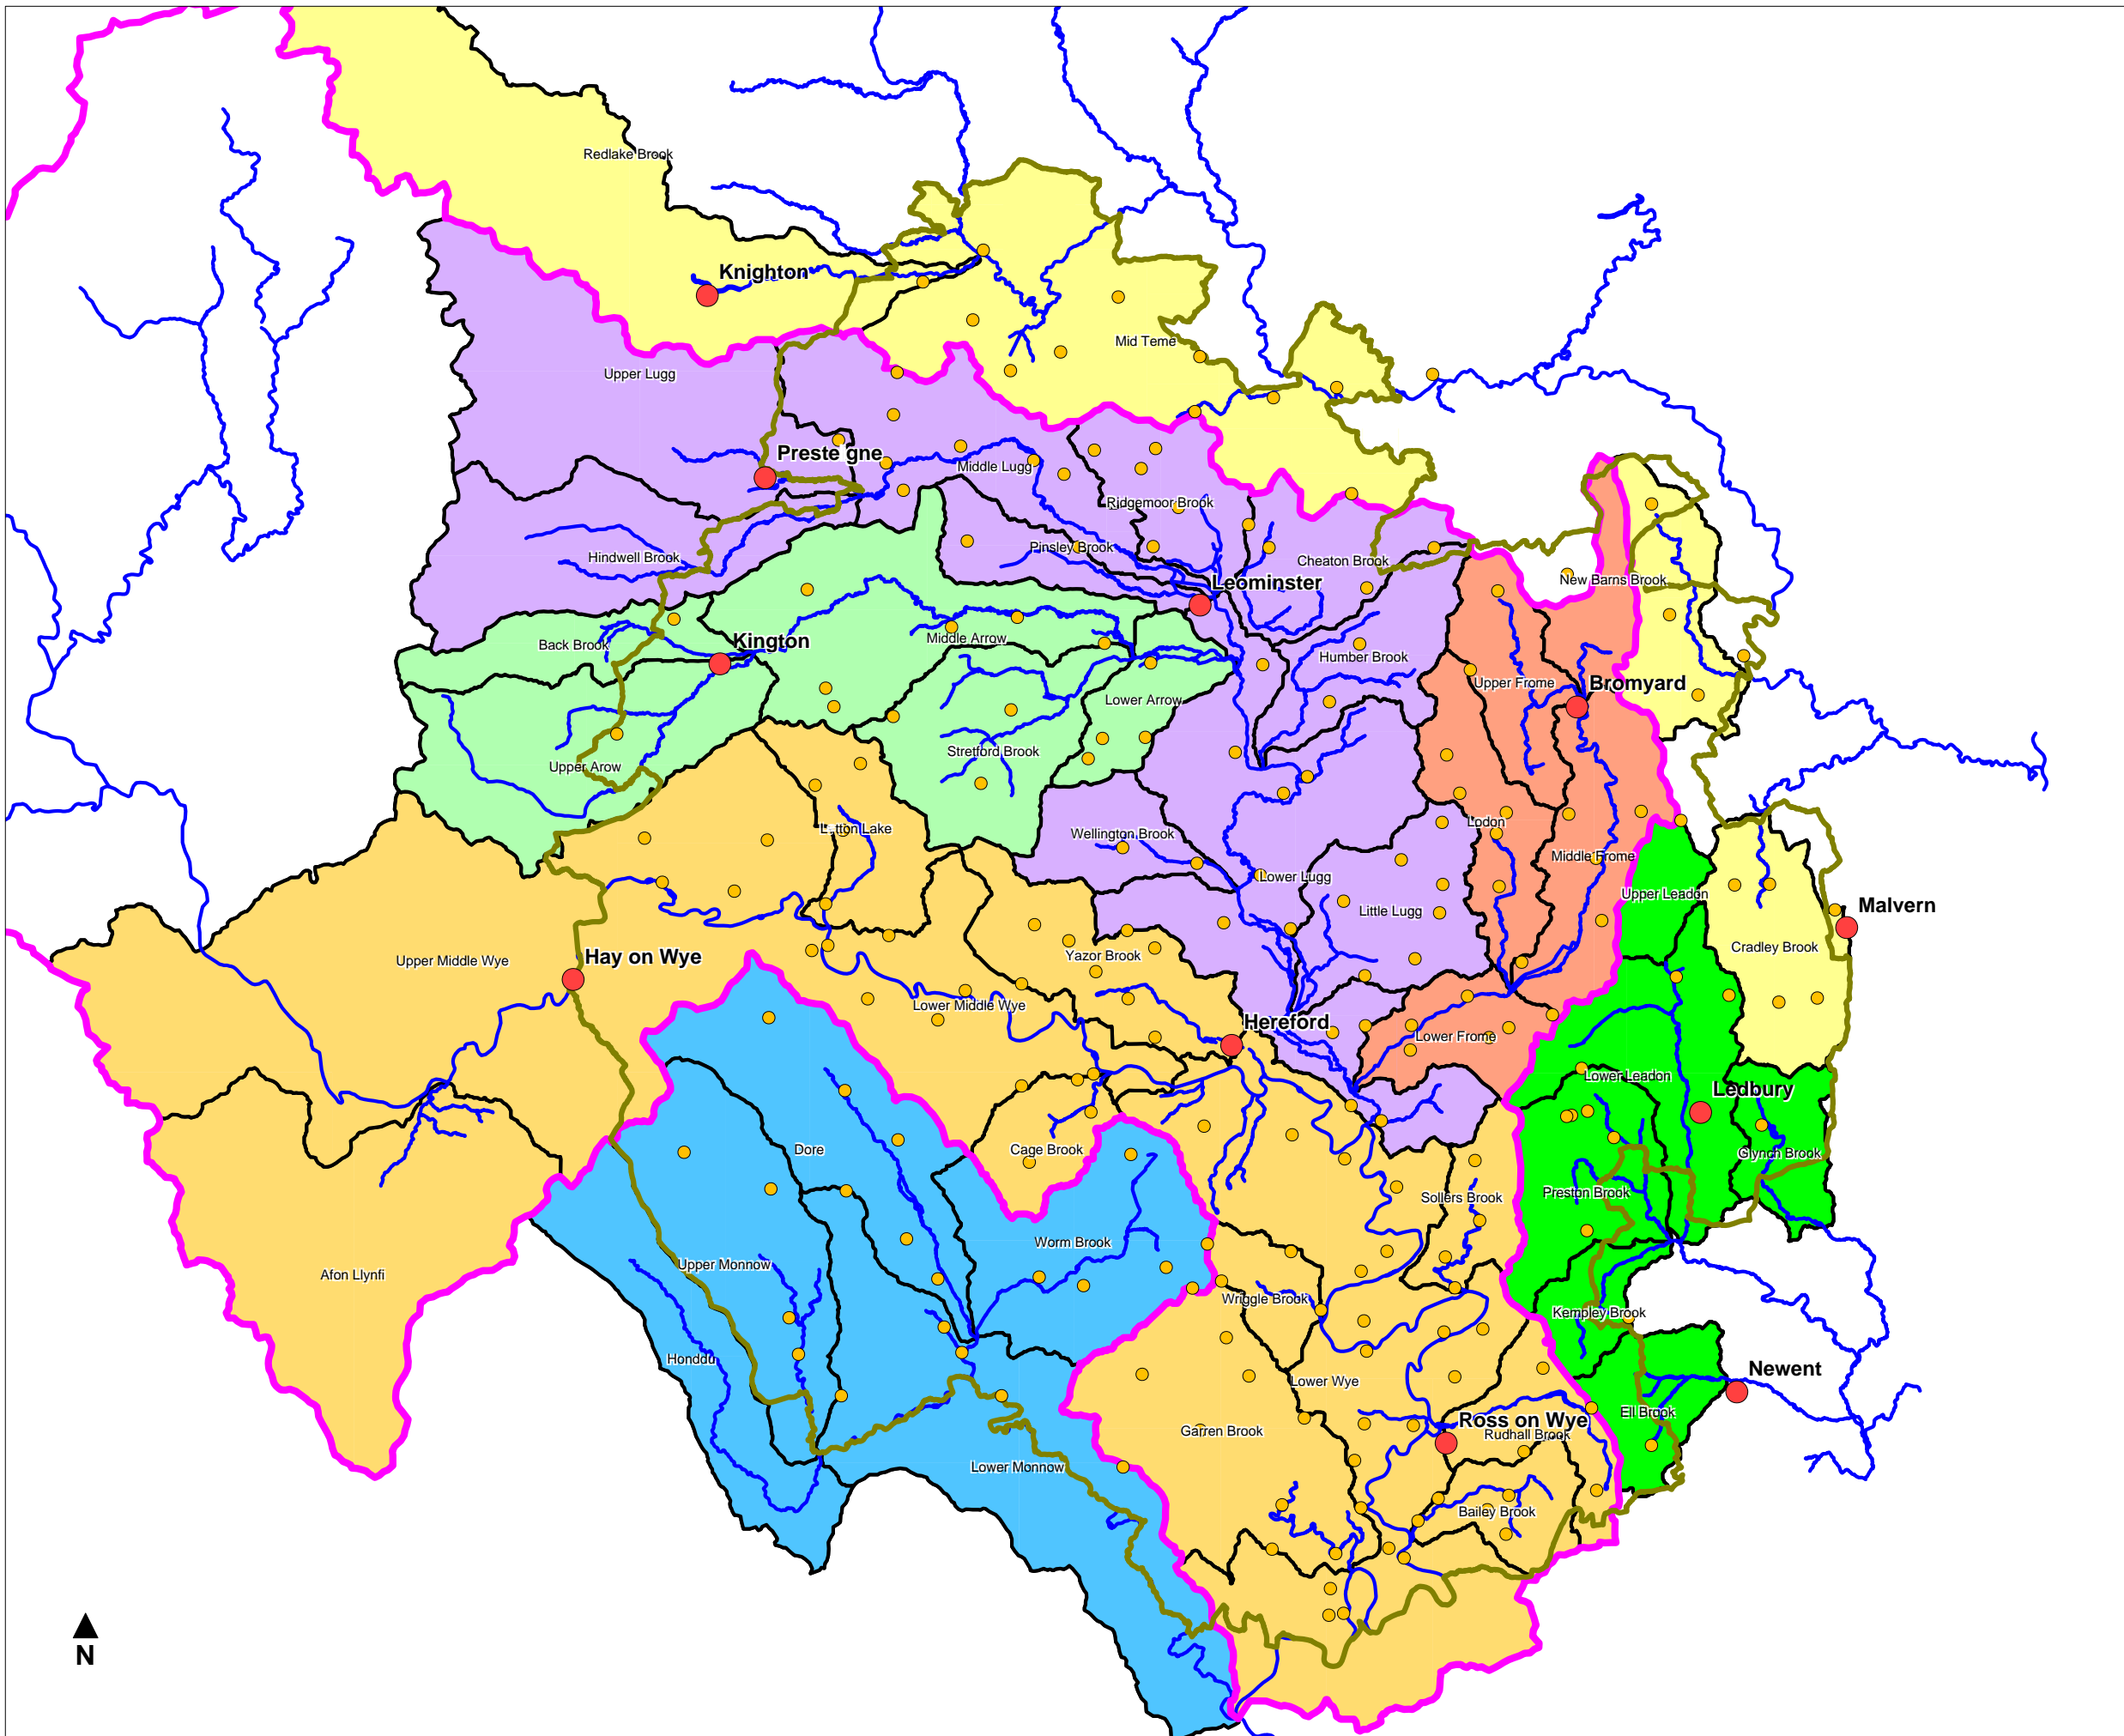 Redlake Brook
Knighton
Mid Teme
Upper Lugg
Preste gne
Middle Lugg
Ridgemoor Brook
Hindwell Brook
Pinsley Brook
Cheaton Brook
Leominster
New Barns Brook
Back Brook
Kington
Middle Arrow
Humber Brook
Upper Frome
Bromyard
Lower Arrow
Stretford Brook
Upper Arow
Lodon
Wellington Brook
Middle Frome
Lower Lugg
Upper Leadon
Little Lugg
Malvern
Cradley Brook
Yazor Brook
Hay on Wye
Upper Middle Wye
Lower Middle Wye
Hereford
Lower Frome
Lower Leadon
Ledbury
Dore
Cage Brook
Glynch Brook
Preston Brook
Sollers Brook
Worm Brook
Upper Monnow
Afon Llynfi
Wriggle Brook
Kempley Brook
Honddu
Newent
Lower Wye
Ell Brook
Ross on Wye
Garren Brook
Rudhall Brook
Lower Monnow
Bailey Brook
N